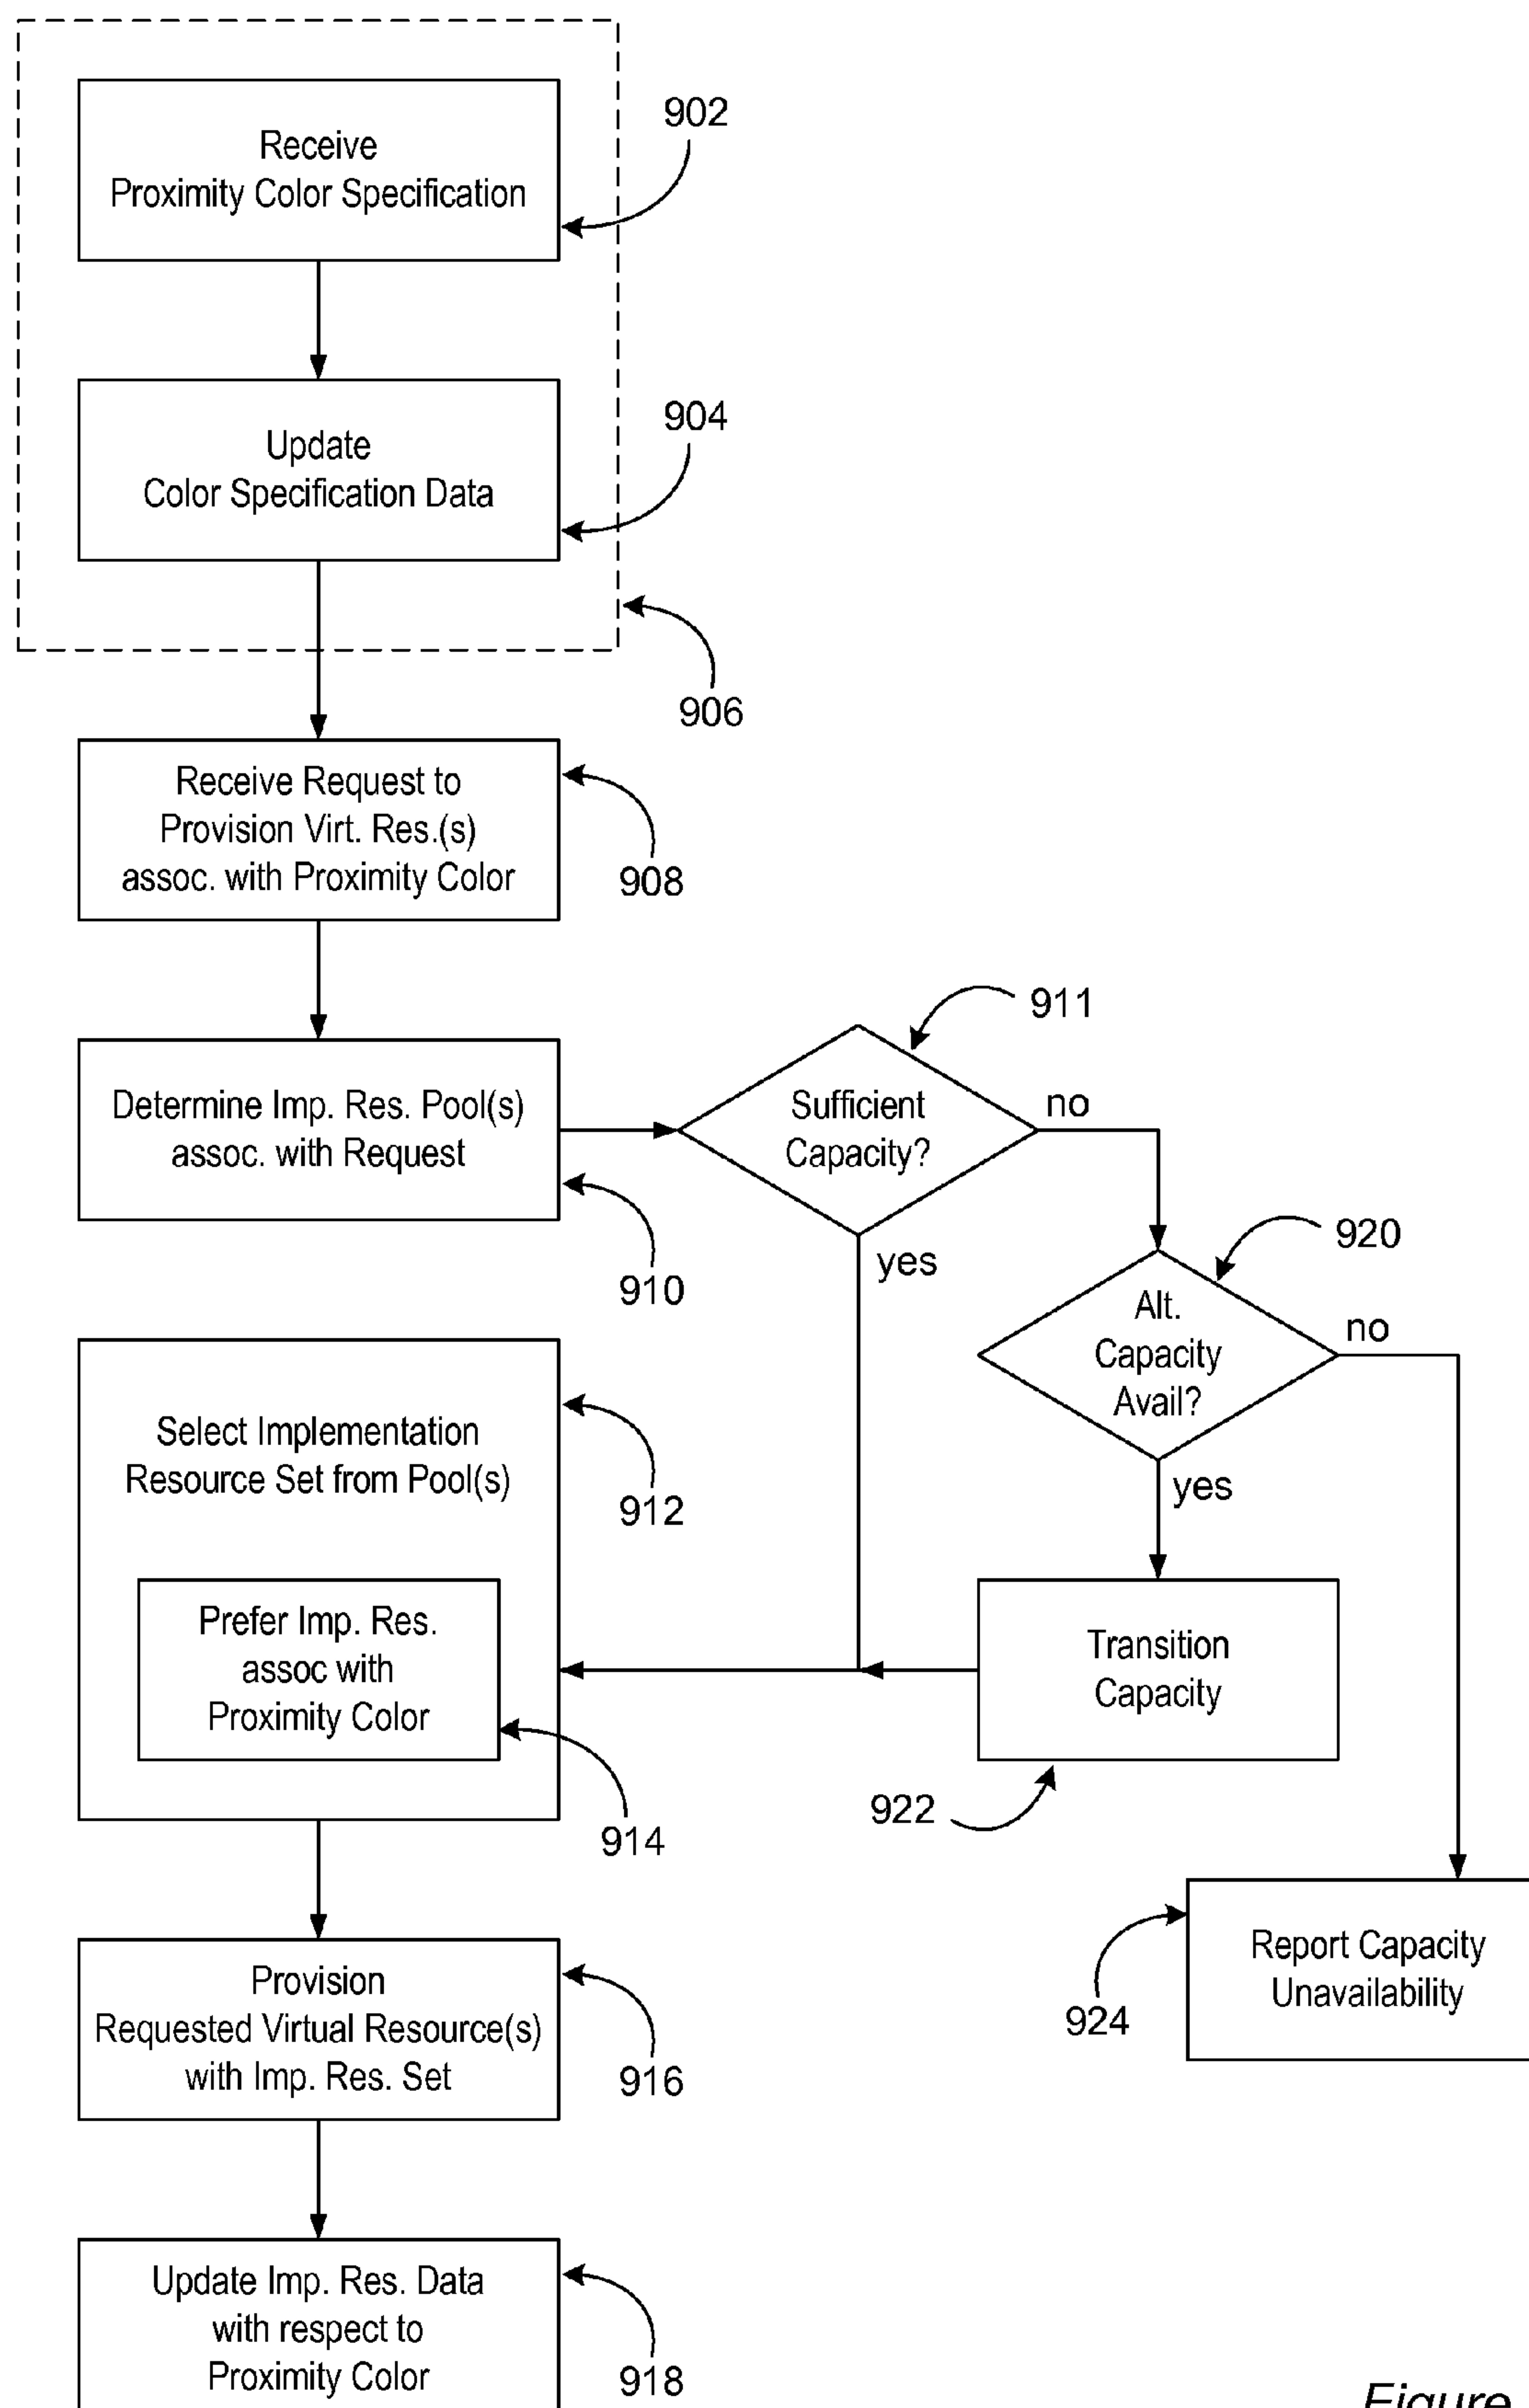 Receive
Proximity Color Specification
902
Update
Color Specification Data
904
906
Receive Request to
Provision Virt. Res.(s)
assoc. with Proximity Color
908
Determine Imp. Res. Pool(s)
assoc. with Request
910
Sufficient
Capacity?
911
no
yes
Alt.
Capacity
Avail?
920
no
yes
Select Implementation
Resource Set from Pool(s)
912
Prefer Imp. Res.
assoc with
Proximity Color
914
Transition
Capacity
922
Report Capacity
Unavailability
924
Provision
Requested Virtual Resource(s)
with Imp. Res. Set
916
Update Imp. Res. Data
with respect to
Proximity Color
918
Figure